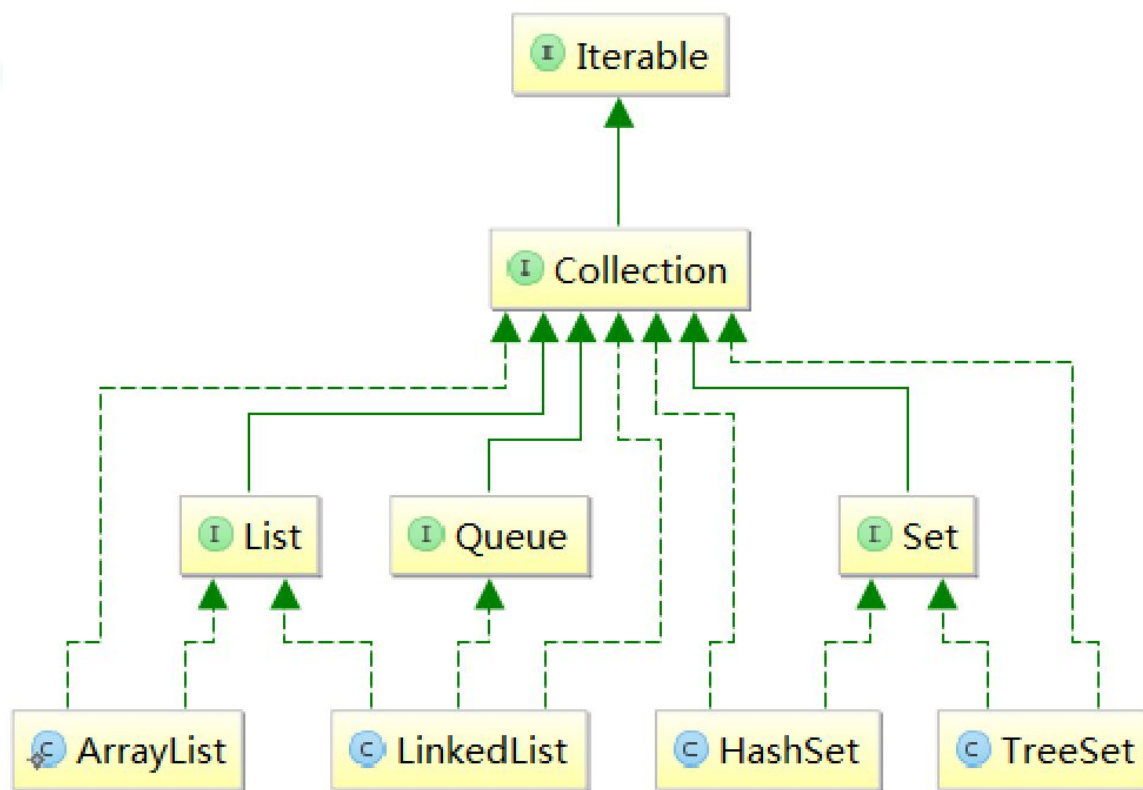 I Iterable
I Collection
I List
I Queue
I Set
C ArrayList
C LinkedList
C HashSet
C TreeSet